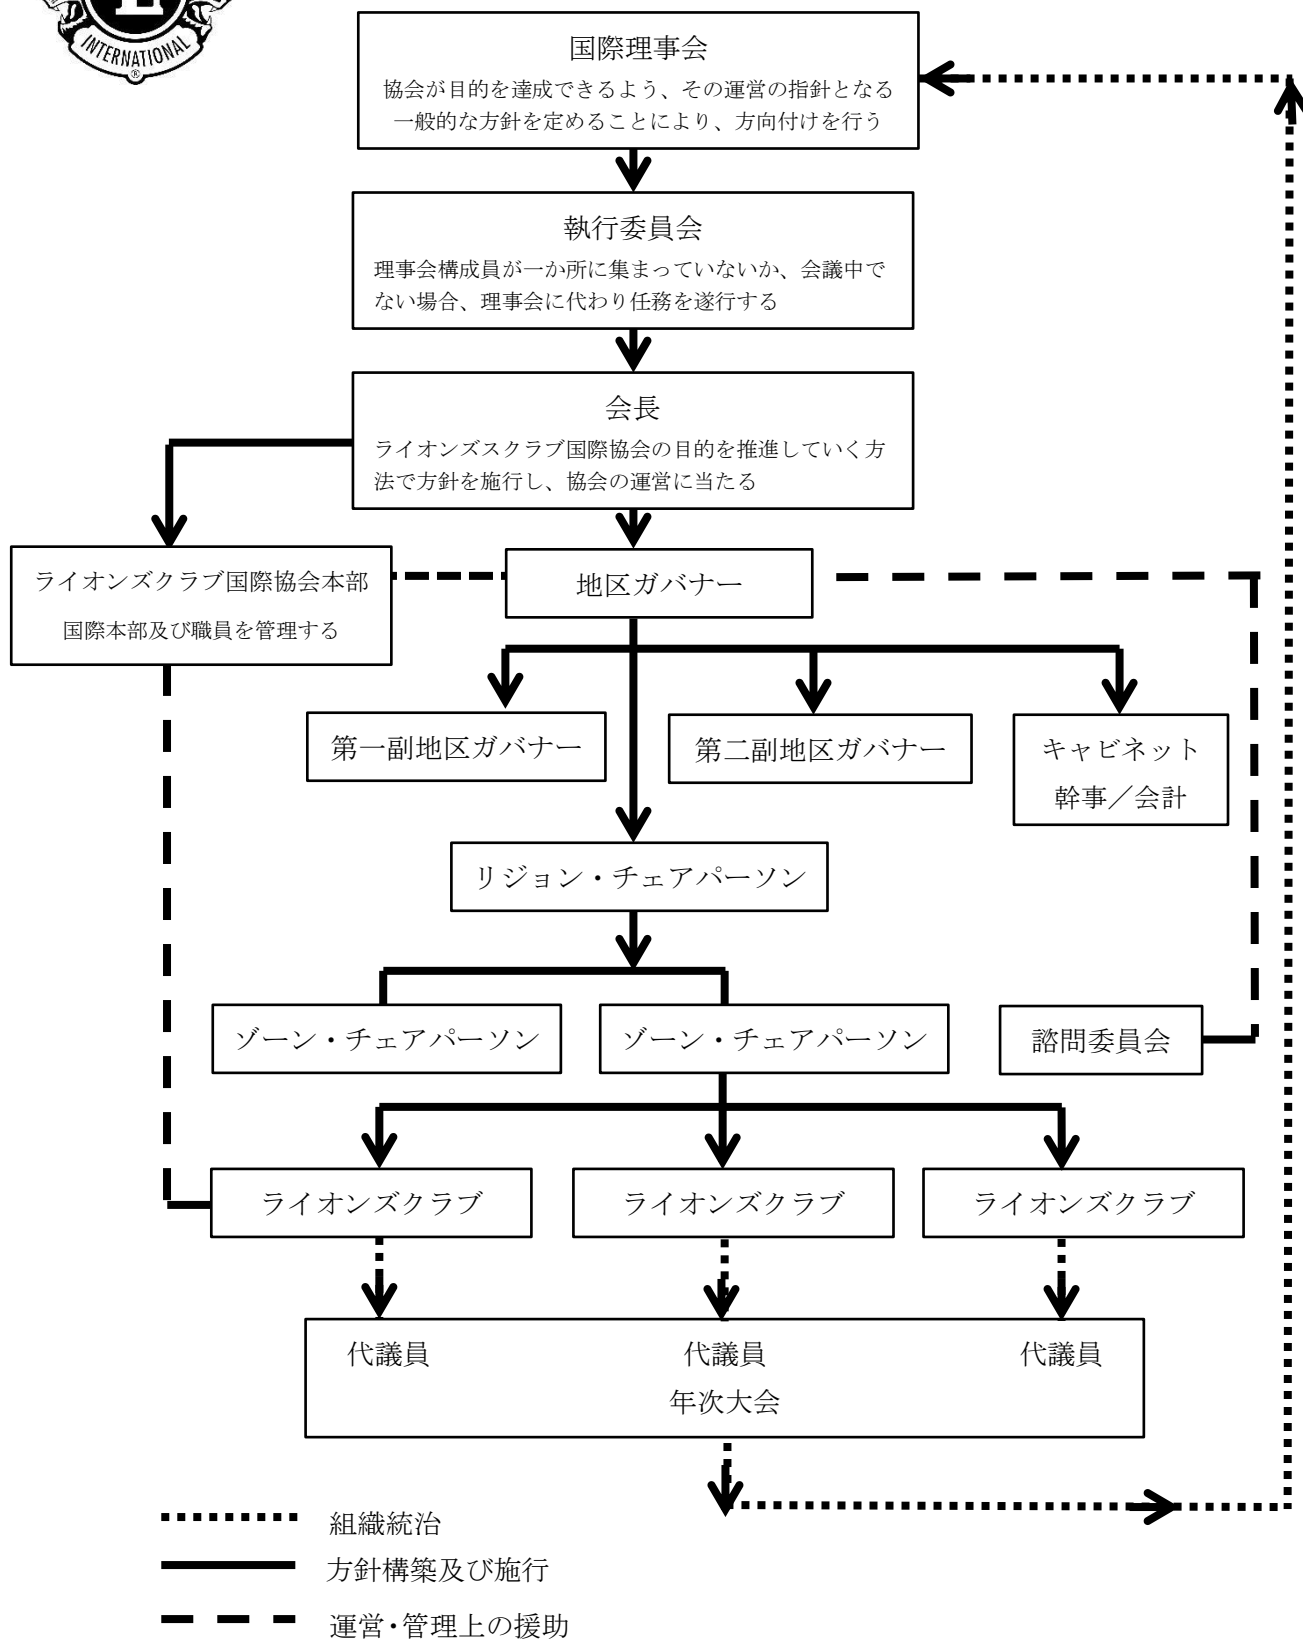 INTERNATIONAL
®
国際理事会
協会が目的を達成できるよう、その運営の指針となる
一般的な方針を定めることにより、方向付けを行う
執行委員会
理事会構成員が一か所に集まっていないか、会議中で
ない場合、理事会に代わり任務を遂行する
会長
ライオンズスクラブ国際協会の目的を推進していく方
法で方針を施行し、協会の運営に当たる
ライオンズクラブ国際協会本部
国際本部及び職員を管理する
地区ガバナー
第一副地区ガバナー
第二副地区ガバナー
キャビネット
幹事／会計
リジョン・チェアパーソン
ゾーン・チェアパーソン
ゾーン・チェアパーソン
諮問委員会
ライオンズクラブ
ライオンズクラブ
ライオンズクラブ
代議員 代議員 代議員
年次大会
組織統治
方針構築及び施行
運営・管理上の援助